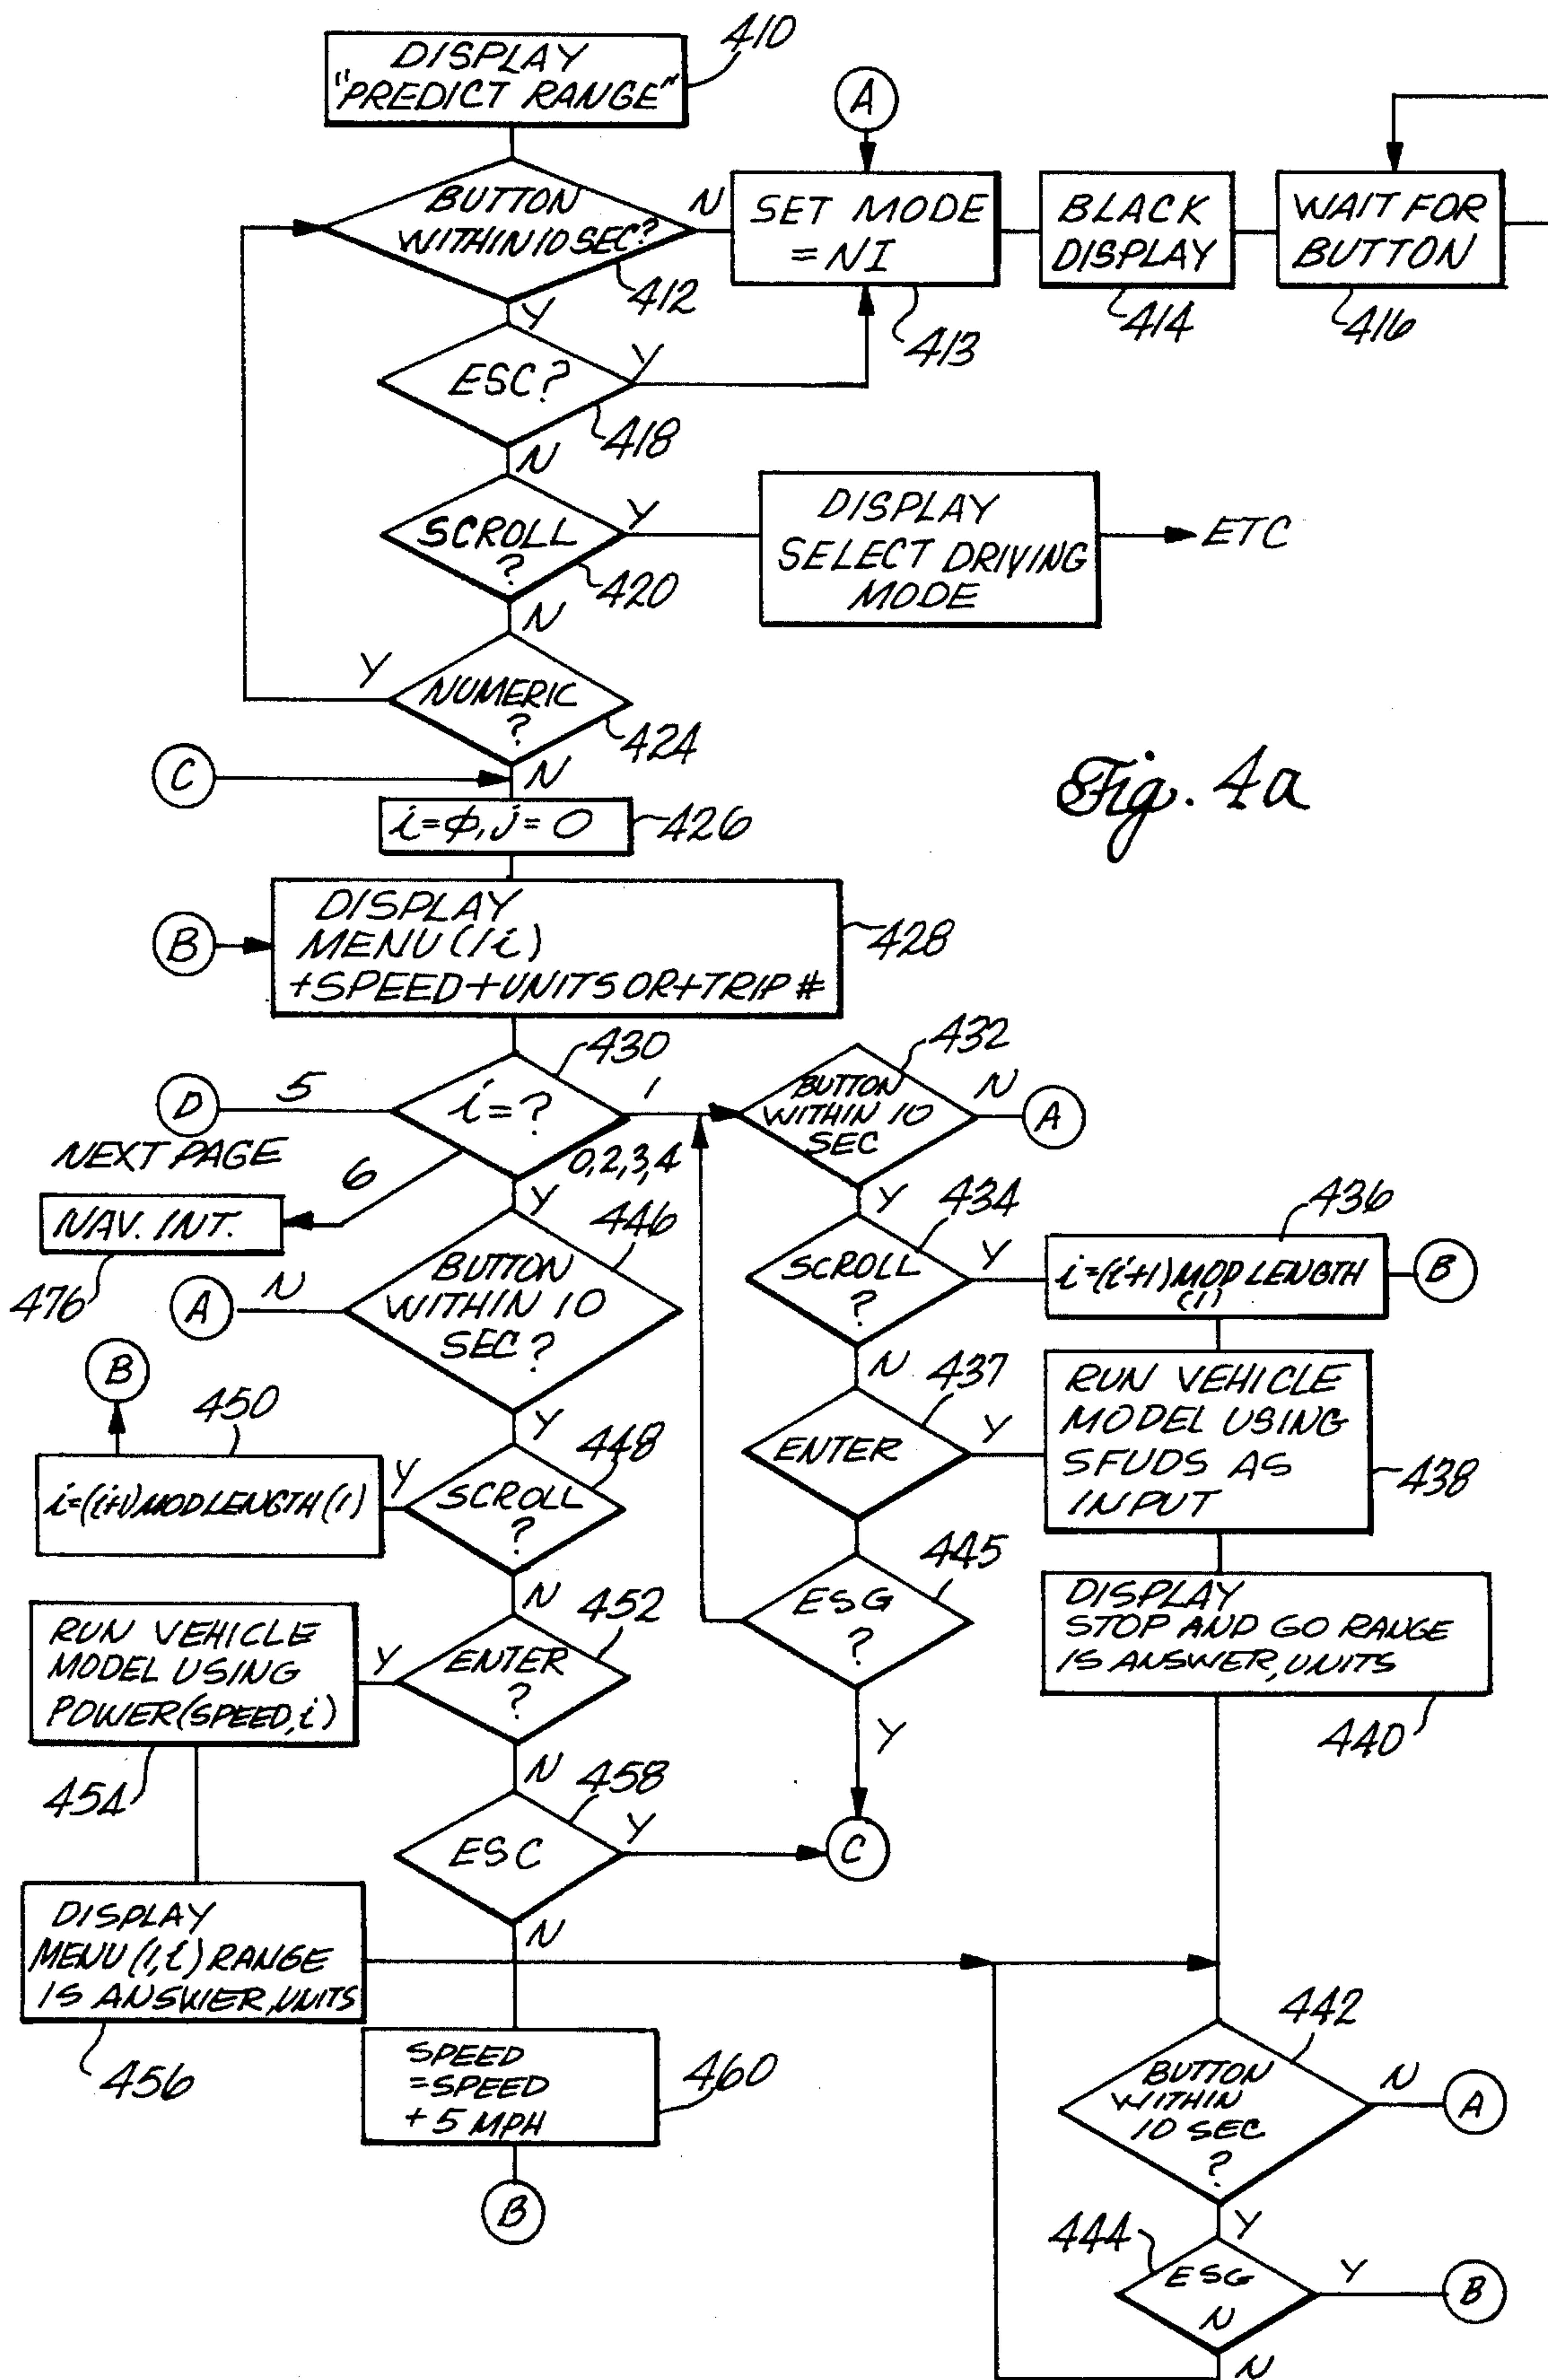 DISPLAY
"PREDICT RANGE"
410
A
BUTTON
WITHIN 10 SEC?
412
N
SET MODE
= NI
413
BLACK
DISPLAY
414
WAIT FOR
BUTTON
416
Y
ESC?
418
Y
N
SCROLL
?
420
Y
DISPLAY
SELECT DRIVING
MODE
ETC
N
NUMERIC
?
424
Y
N
C
Fig. 4a
i=φ, j=0
426
B
DISPLAY
MENU (1i)
+SPEED+UNITS OR+TRIP #
428
D
5
i=?
430
1
0,2,3,4
6
NEXT PAGE
NAV. INT.
476
BUTTON
WITHIN 10
SEC
432
N
A
Y
SCROLL
?
434
Y
i=(i+1)MOD LENGTH
(1)
436
B
Y
BUTTON
WITHIN 10
SEC?
446
N
A
N
ENTER
437
Y
RUN VEHICLE
MODEL USING
SFUDS AS
INPUT
438
B
450
i=(i+1)MOD LENGTH (1)
Y
Y
SCROLL
?
448
ESG
?
445
Y
C
DISPLAY
STOP AND GO RANGE
IS ANSWER, UNITS
440
N
ENTER
?
452
Y
RUN VEHICLE
MODEL USING
POWER(SPEED,i)
454
N
ESC
458
Y
N
DISPLAY
MENU (1,i) RANGE
IS ANSWER, UNITS
456
SPEED
=SPEED
+ 5 MPH
460
B
BUTTON
WITHIN
10 SEC
?
442
N
A
Y
444
ESG
N
Y
B
N